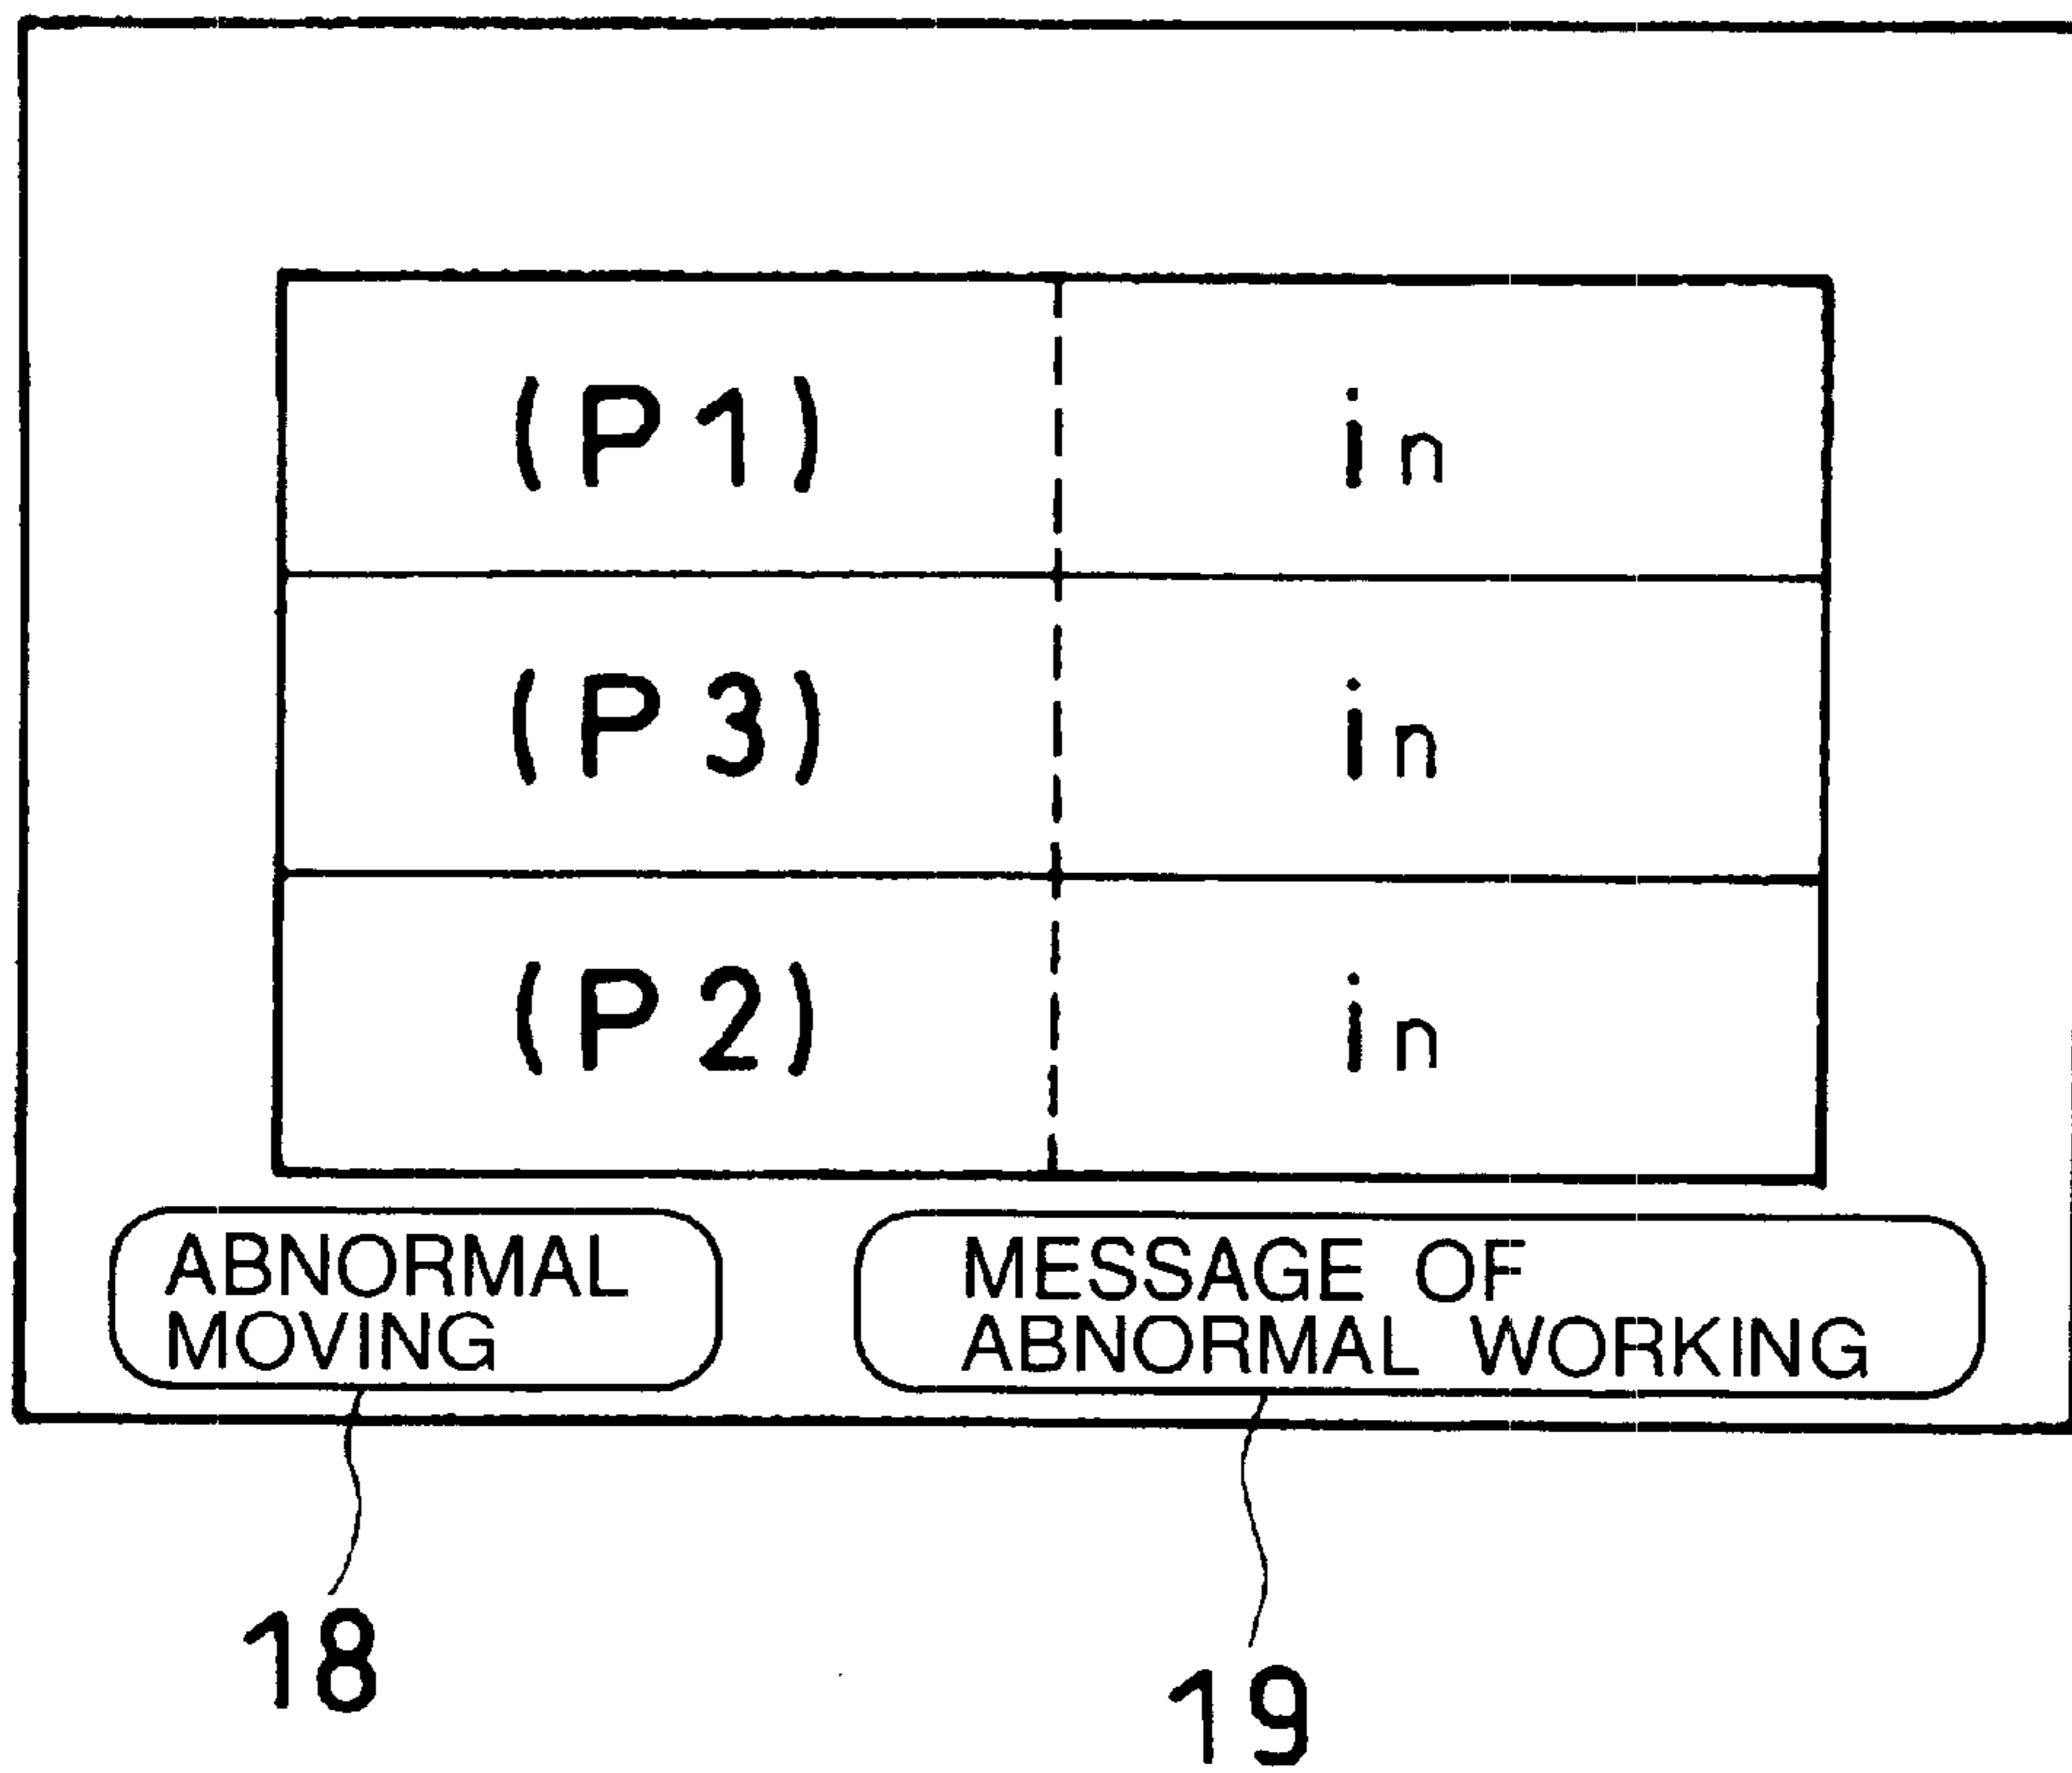 (P1) in
(P3) in
(P2) in
ABNORMAL
MOVING
MESSAGE OF
ABNORMAL WORKING
18
19